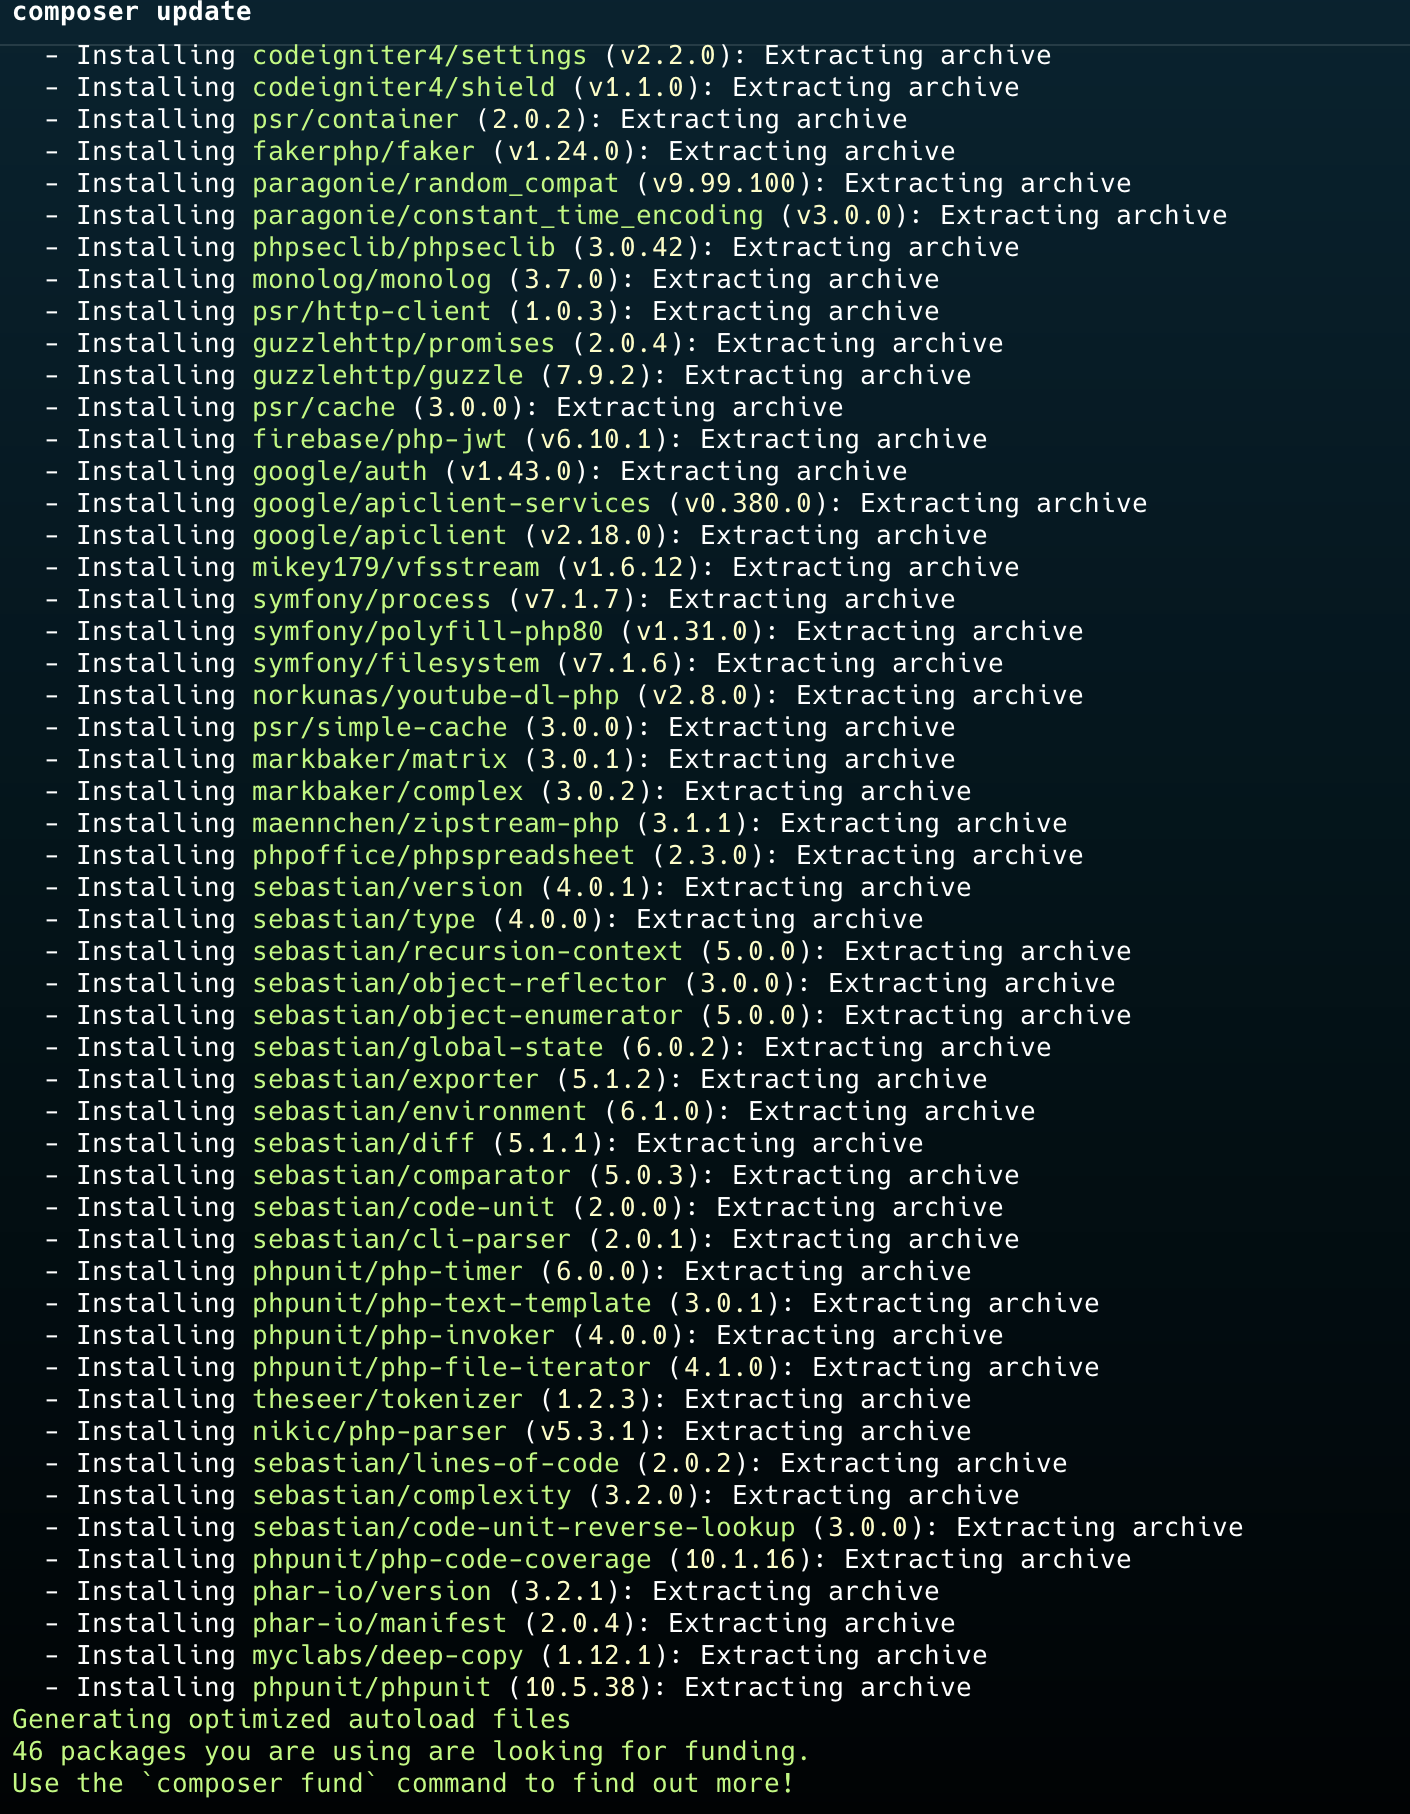 composer update
- Installing codeigniter4/settings (v2.2.0): Extracting archive
- Installing codeigniter4/shield (v1.1.0): Extracting archive
- Installing psr/container (2.0.2): Extracting archive
- Installing fakerphp/faker (v1.24.0): Extracting archive
- Installing paragonie/random_compat (v9.99.100): Extracting archive
- Installing paragonie/constant_time_encoding (v3.0.0): Extracting archive
- Installing phpseclib/phpseclib (3.0.42): Extracting archive
- Installing monolog/monolog (3.7.0): Extracting archive
- Installing psr/http-client (1.0.3): Extracting archive
- Installing guzzlehttp/promises (2.0.4): Extracting archive
- Installing guzzlehttp/guzzle (7.9.2): Extracting archive
- Installing psr/cache (3.0.0): Extracting archive
- Installing firebase/php-jwt (v6.10.1): Extracting archive
- Installing google/auth (v1.43.0): Extracting archive
- Installing google/apiclient-services (v0.380.0): Extracting archive
- Installing google/apiclient (v2.18.0): Extracting archive
- Installing mikey179/vfsstream (v1.6.12): Extracting archive
- Installing symfony/process (v7.1.7): Extracting archive
- Installing symfony/polyfill-php80 (v1.31.0): Extracting archive
- Installing symfony/filesystem (v7.1.6): Extracting archive
- Installing norkunas/youtube-dl-php (v2.8.0): Extracting archive
- Installing psr/simple-cache (3.0.0): Extracting archive
- Installing markbaker/matrix (3.0.1): Extracting archive
- Installing markbaker/complex (3.0.2): Extracting archive
- Installing maennchen/zipstream-php (3.1.1): Extracting archive
- Installing phpoffice/phpspreadsheet (2.3.0): Extracting archive
- Installing sebastian/version (4.0.1): Extracting archive
- Installing sebastian/type (4.0.0): Extracting archive
- Installing sebastian/recursion-context (5.0.0): Extracting archive
- Installing sebastian/object-reflector (3.0.0): Extracting archive
- Installing sebastian/object-enumerator (5.0.0): Extracting archive
- Installing sebastian/global-state (6.0.2): Extracting archive
- Installing sebastian/exporter (5.1.2): Extracting archive
- Installing sebastian/environment (6.1.0): Extracting archive
- Installing sebastian/diff (5.1.1): Extracting archive
- Installing sebastian/comparator (5.0.3): Extracting archive
- Installing sebastian/code-unit (2.0.0): Extracting archive
- Installing sebastian/cli-parser (2.0.1): Extracting archive
- Installing phpunit/php-timer (6.0.0): Extracting archive
- Installing phpunit/php-text-template (3.0.1): Extracting archive
- Installing phpunit/php-invoker (4.0.0): Extracting archive
- Installing phpunit/php-file-iterator (4.1.0): Extracting archive
- Installing theseer/tokenizer (1.2.3): Extracting archive
- Installing nikic/php-parser (v5.3.1): Extracting archive
- Installing sebastian/lines-of-code (2.0.2): Extracting archive
- Installing sebastian/complexity (3.2.0): Extracting archive
- Installing sebastian/code-unit-reverse-lookup (3.0.0): Extracting archive
- Installing phpunit/php-code-coverage (10.1.16): Extracting archive
- Installing phar-io/version (3.2.1): Extracting archive
- Installing phar-io/manifest (2.0.4): Extracting archive
- Installing myclabs/deep-copy (1.12.1): Extracting archive
- Installing phpunit/phpunit (10.5.38): Extracting archive
Generating optimized autoload files
46 packages you are using are looking for funding.
Use the `composer fund` command to find out more!